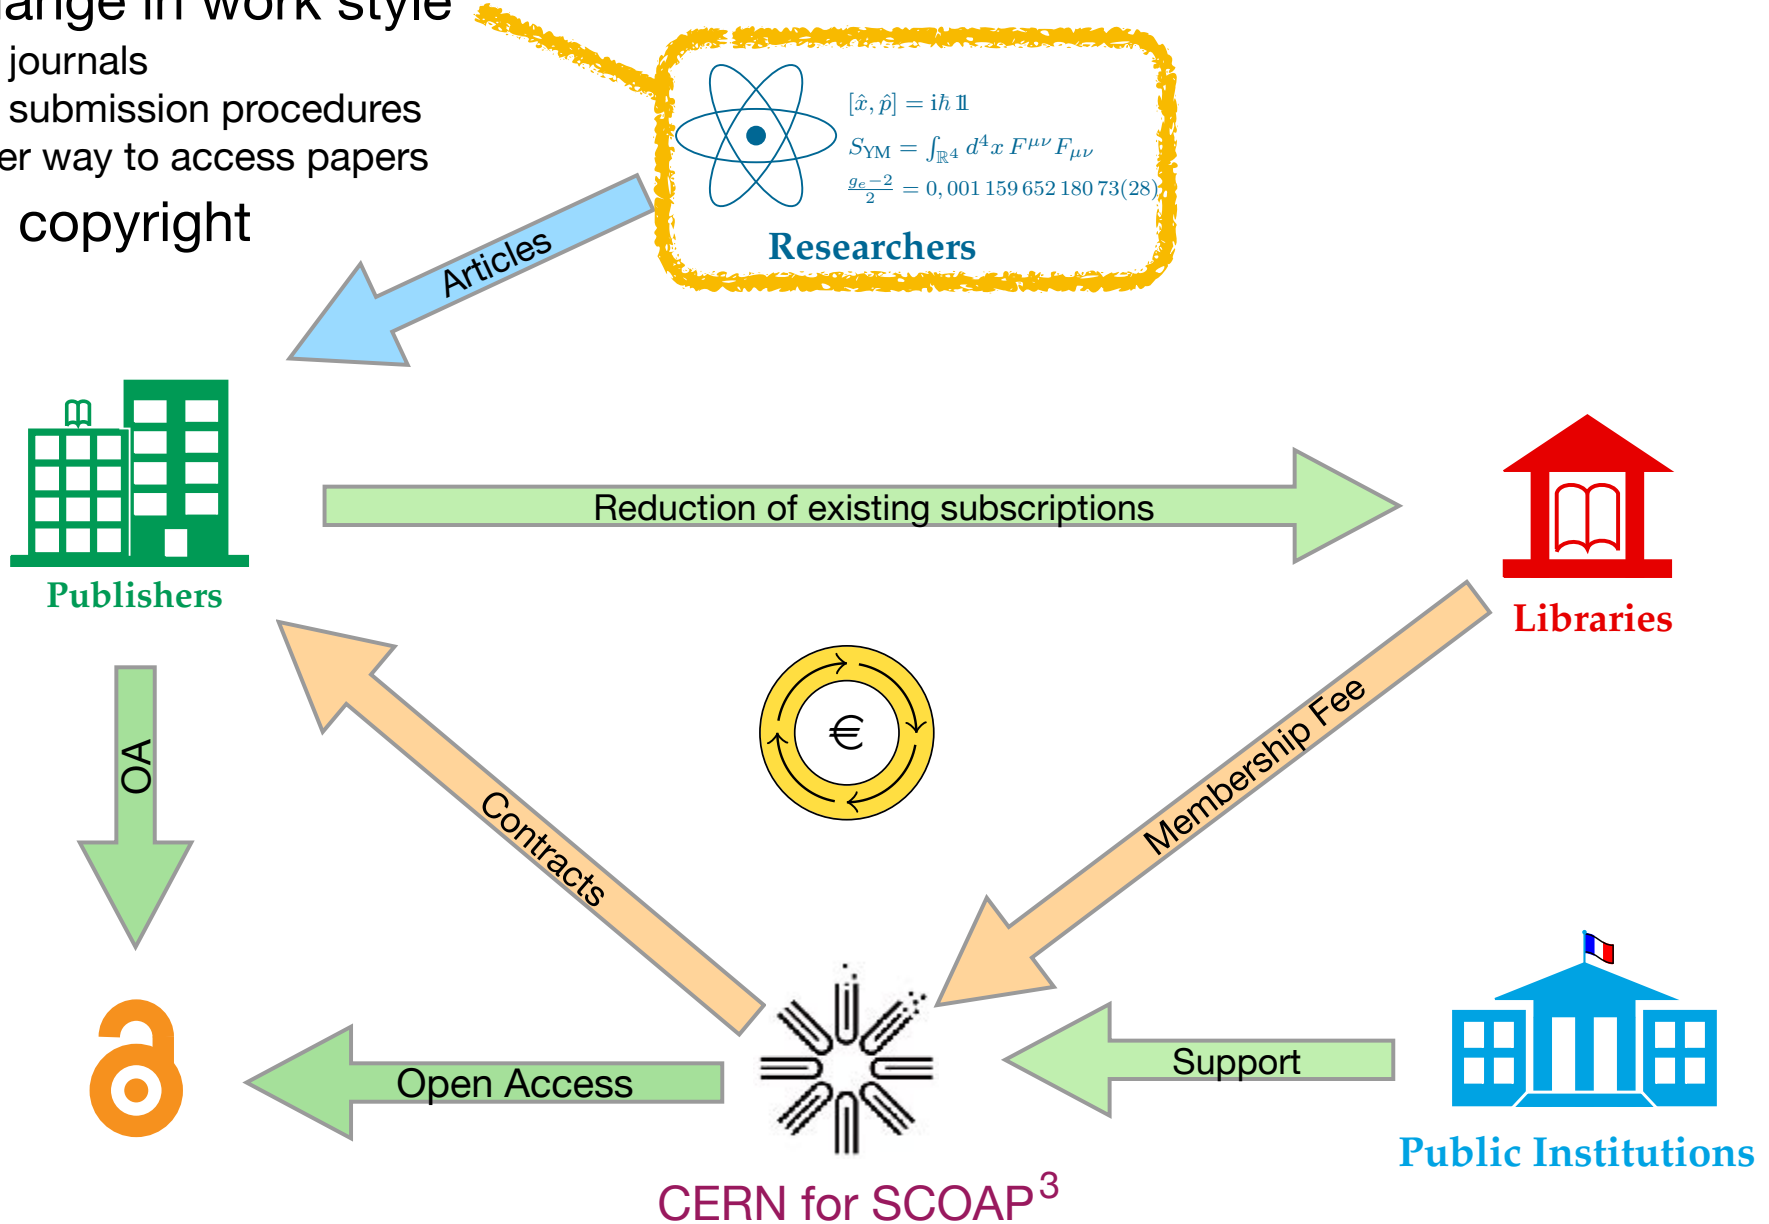 ange in work style
journals
submission procedures
er way to access papers
copyright
[x̂, p̂] = iℏ 𝟙
S_YM = ∫_ℝ⁴ d⁴x F^μν F_μν
(g_e−2)/2 = 0, 001 159 652 180 73(28)
Researchers
Articles
Publishers
Reduction of existing subscriptions
Libraries
OA
Contracts
€
Membership Fee
Open Access
Support
Public Institutions
CERN for SCOAP³